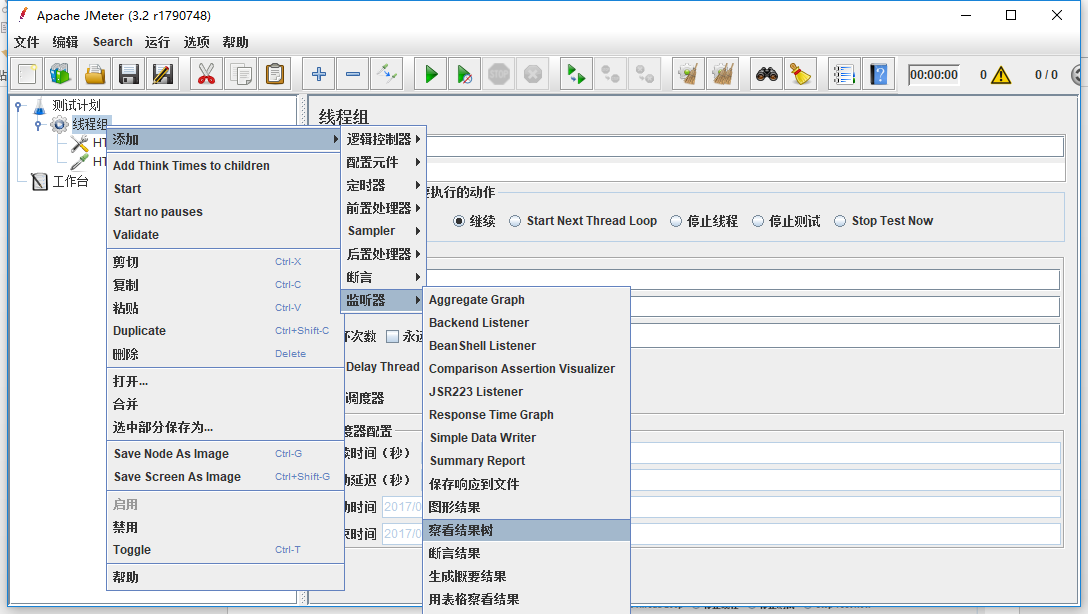 Apache JMeter (3.2 r1790748)
文件 编辑 Search 运行 选项 帮助
STOP
00:00:00 0 0 / 0
测试计划
线程组
HT
HT
工作台
线程组
要执行的动作
继续 Start Next Thread Loop 停止线程 停止测试 Stop Test Now
环次数 永远
Delay Thread
调度器
度器配置
续时间（秒）
动延迟（秒）
动时间 2017/0
束时间 2017/0
添加
Add Think Times to children
Start
Start no pauses
Validate
剪切 Ctrl-X
复制 Ctrl-C
粘贴 Ctrl-V
Duplicate Ctrl+Shift-C
删除 Delete
打开...
合并
选中部分保存为...
Save Node As Image Ctrl-G
Save Screen As Image Ctrl+Shift-G
启用
禁用
Toggle Ctrl-T
帮助
逻辑控制器
配置元件
定时器
前置处理器
Sampler
后置处理器
断言
监听器
Aggregate Graph
Backend Listener
BeanShell Listener
Comparison Assertion Visualizer
JSR223 Listener
Response Time Graph
Simple Data Writer
Summary Report
保存响应到文件
图形结果
察看结果树
断言结果
生成概要结果
用表格察看结果